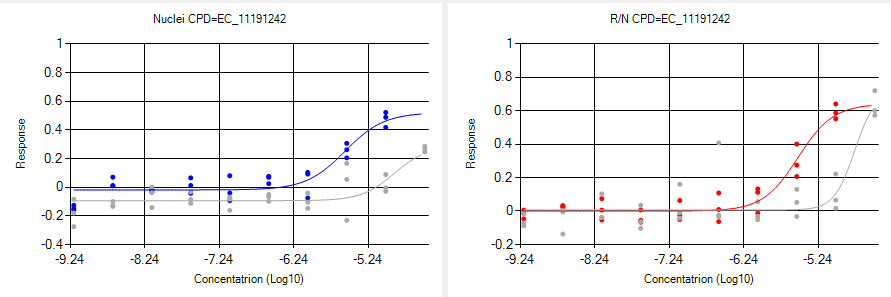 Nuclei CPD=EC_11191242
1
0.8
0.6
0.4
0.2
0
-0.2
-0.4
Response
-9.24 -8.24 -7.24 -6.24 -5.24
Concentatrion (Log10)
R/N CPD=EC_11191242
1
0.8
0.6
0.4
0.2
0
-0.2
Response
-9.24 -8.24 -7.24 -6.24 -5.24
Concentatrion (Log10)